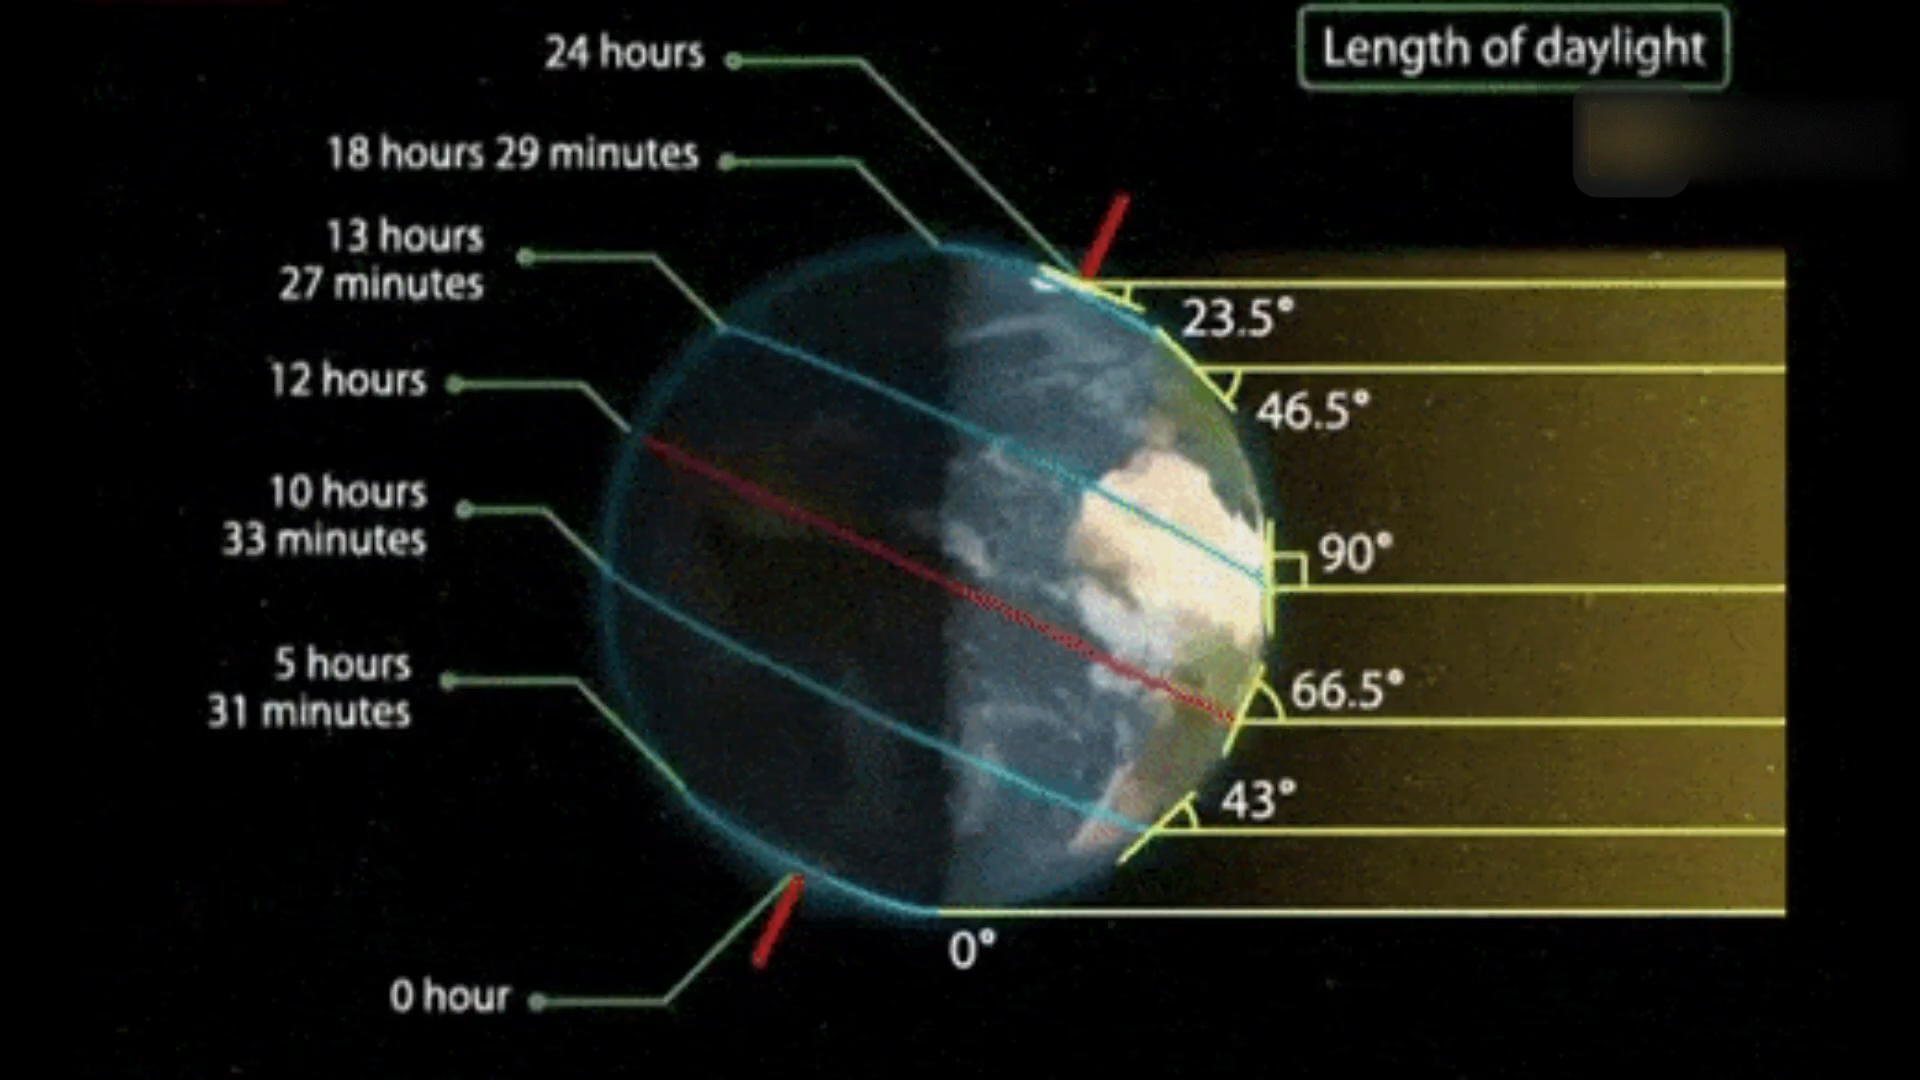 Length of daylight
24 hours
18 hours 29 minutes
13 hours
27 minutes
12 hours
10 hours
33 minutes
5 hours
31 minutes
0 hour
23.5°
46.5°
90°
66.5°
43°
0°